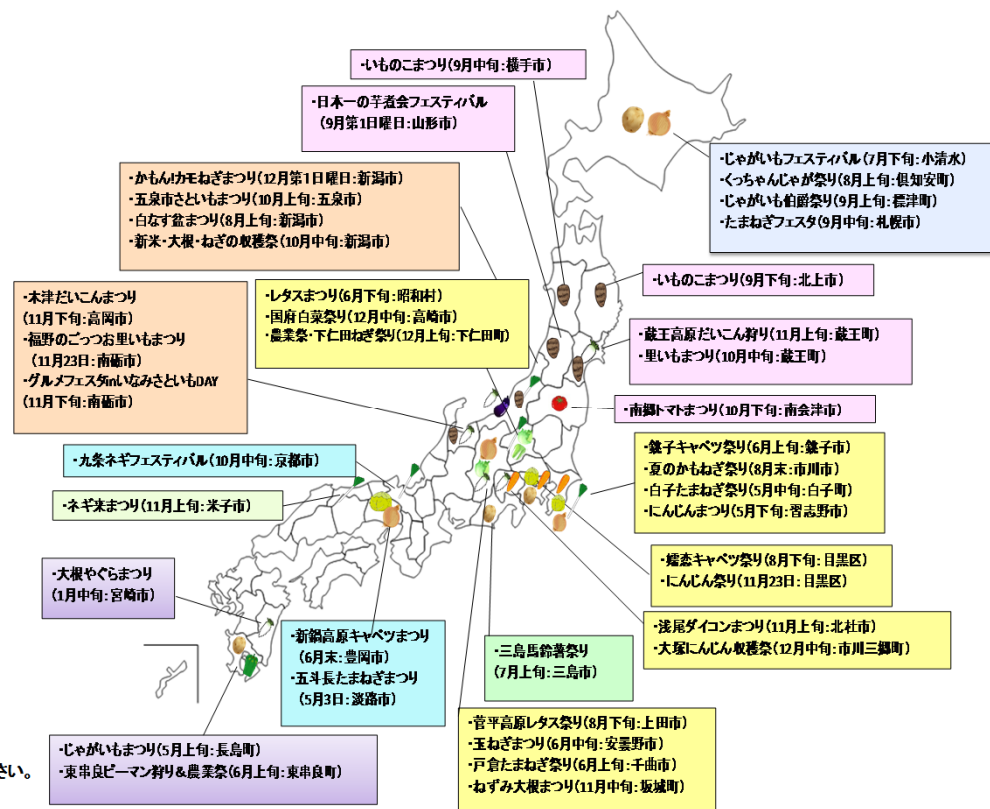 ・いものこまつり(9月中旬:横手市)
・日本一の芋煮会フェスティバル
(9月第1日曜日:山形市)
・じゃがいもフェスティバル(7月下旬:小清水)
・くっちゃんじゃが祭り(8月上旬:倶知安町)
・じゃがいも伯爵祭り(9月上旬:標津町)
・たまねぎフェスタ(9月中旬:札幌市)
・かもん!カモねぎまつり(12月第1日曜日:新潟市)
・五泉市さといもまつり(10月上旬:五泉市)
・白なす盆まつり(8月上旬:新潟市)
・新米・大根・ねぎの収穫祭(10月中旬:新潟市)
・いものこまつり(9月下旬:北上市)
・木津だいこんまつり
(11月下旬:高岡市)
・福野のごっつお里いもまつり
(11月23日:南砺市)
・グルメフェスタinいなみさといもDAY
(11月下旬:南砺市)
・レタスまつり(6月下旬:昭和村)
・国府白菜祭り(12月中旬:高崎市)
・農業祭・下仁田ねぎ祭り(12月上旬:下仁田町)
・蔵王高原だいこん狩り(11月上旬:蔵王町)
・里いもまつり(10月中旬:蔵王町)
・南郷トマトまつり(10月下旬:南会津市)
・九条ネギフェスティバル(10月中旬:京都市)
・ネギ来まつり(11月上旬:米子市)
・銚子キャベツ祭り(6月上旬:銚子市)
・夏のかもねぎ祭り(8月末:市川市)
・白子たまねぎ祭り(5月中旬:白子町)
・にんじんまつり(5月下旬:習志野市)
・嬬恋キャベツ祭り(8月下旬:目黒区)
・にんじん祭り(11月23日:目黒区)
・大根やぐらまつり
(1月中旬:宮崎市)
・新鍋高原キャベツまつり
(6月末:豊岡市)
・五斗長たまねぎまつり
(5月3日:淡路市)
・三島馬鈴薯祭り
(7月上旬:三島市)
・浅尾ダイコンまつり(11月上旬:北杜市)
・大塚にんじん収穫祭(12月中旬:市川三郷町)
・じゃがいもまつり(5月上旬:長島町)
・東串良ピーマン狩り&農業祭(6月上旬:東串良町)
・菅平高原レタス祭り(8月下旬:上田市)
・玉ねぎまつり(6月中旬:安曇野市)
・戸倉たまねぎ祭り(6月上旬:千曲市)
・ねずみ大根まつり(11月中旬:坂城町)
さい。